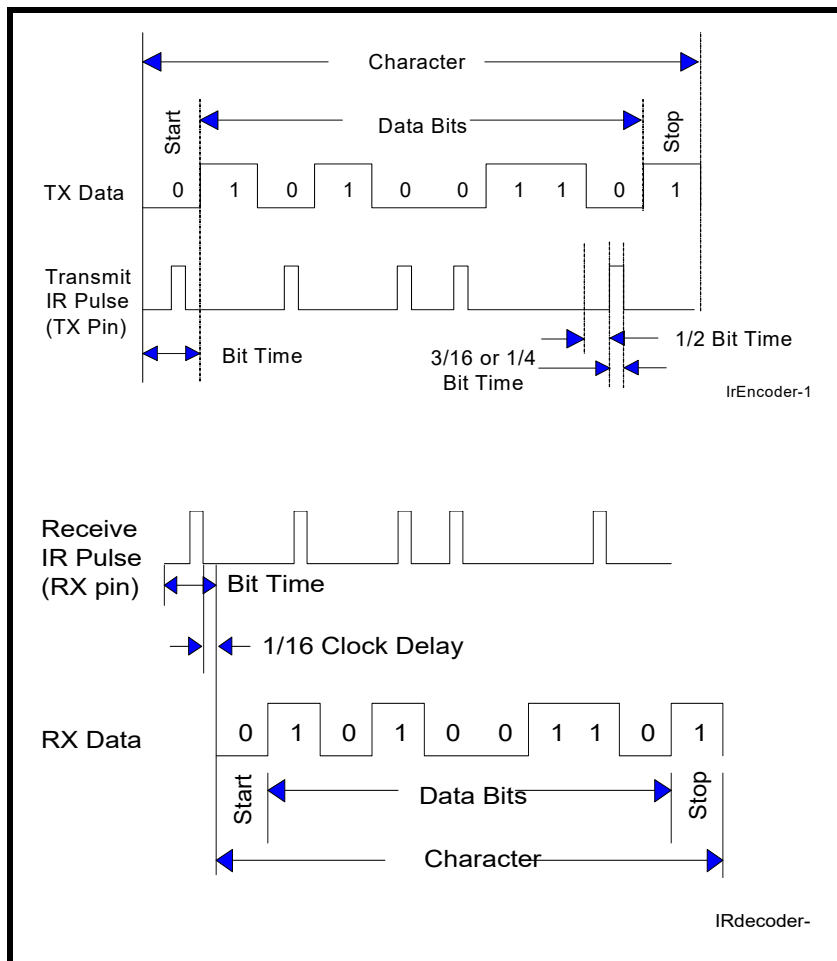 Character
Start
Data Bits
Stop
TX Data
0 1 0 1 0 0 1 1 0 1
Transmit
IR Pulse
(TX Pin)
Bit Time
1/2 Bit Time
3/16 or 1/4
Bit Time
IrEncoder-1
Receive
IR Pulse
(RX pin)
Bit Time
1/16 Clock Delay
RX Data
0 1 0 1 0 0 1 1 0 1
Start
Data Bits
Stop
Character
IRdecoder-